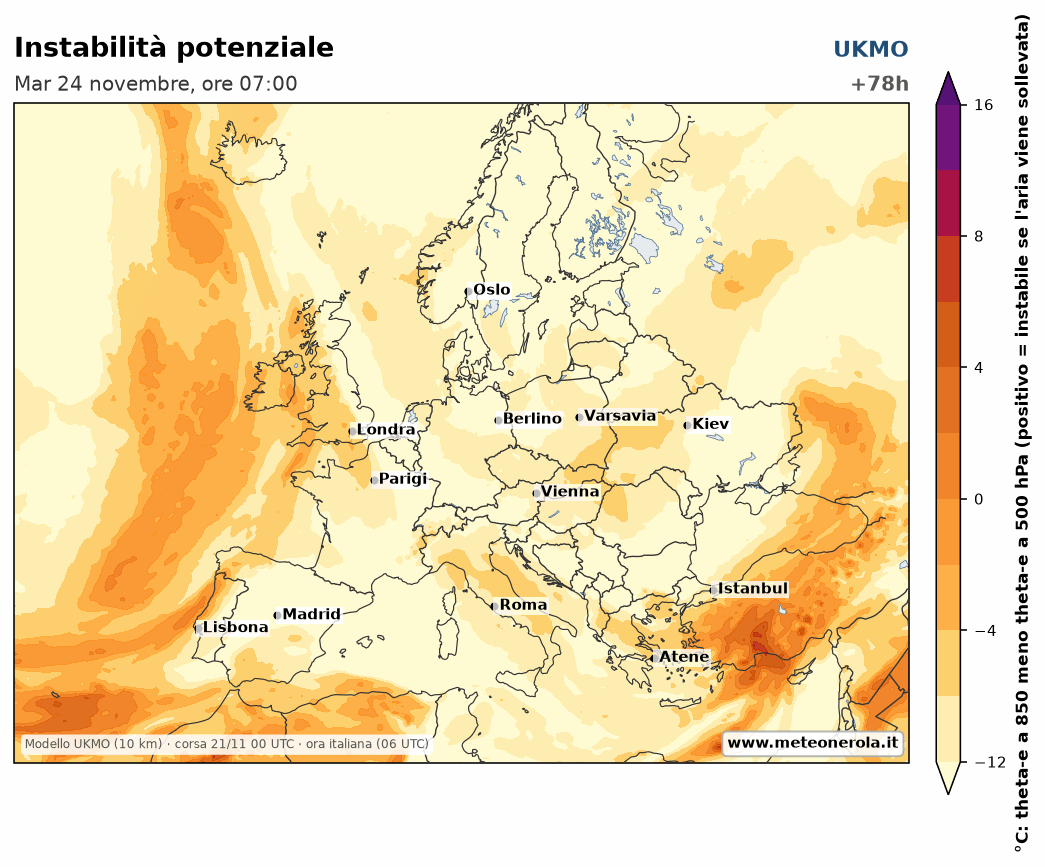 Instabilità potenziale
UKMO
Mar 24 novembre, ore 07:00
+78h
Oslo
Berlino
Varsavia
Kiev
Londra
Parigi
Vienna
Istanbul
Roma
Madrid
Lisbona
Atene
Modello UKMO (10 km) · corsa 21/11 00 UTC · ora italiana (06 UTC)
www.meteonerola.it
16
8
4
0
−4
−12
°C: theta-e a 850 meno theta-e a 500 hPa (positivo = instabile se l'aria viene sollevata)